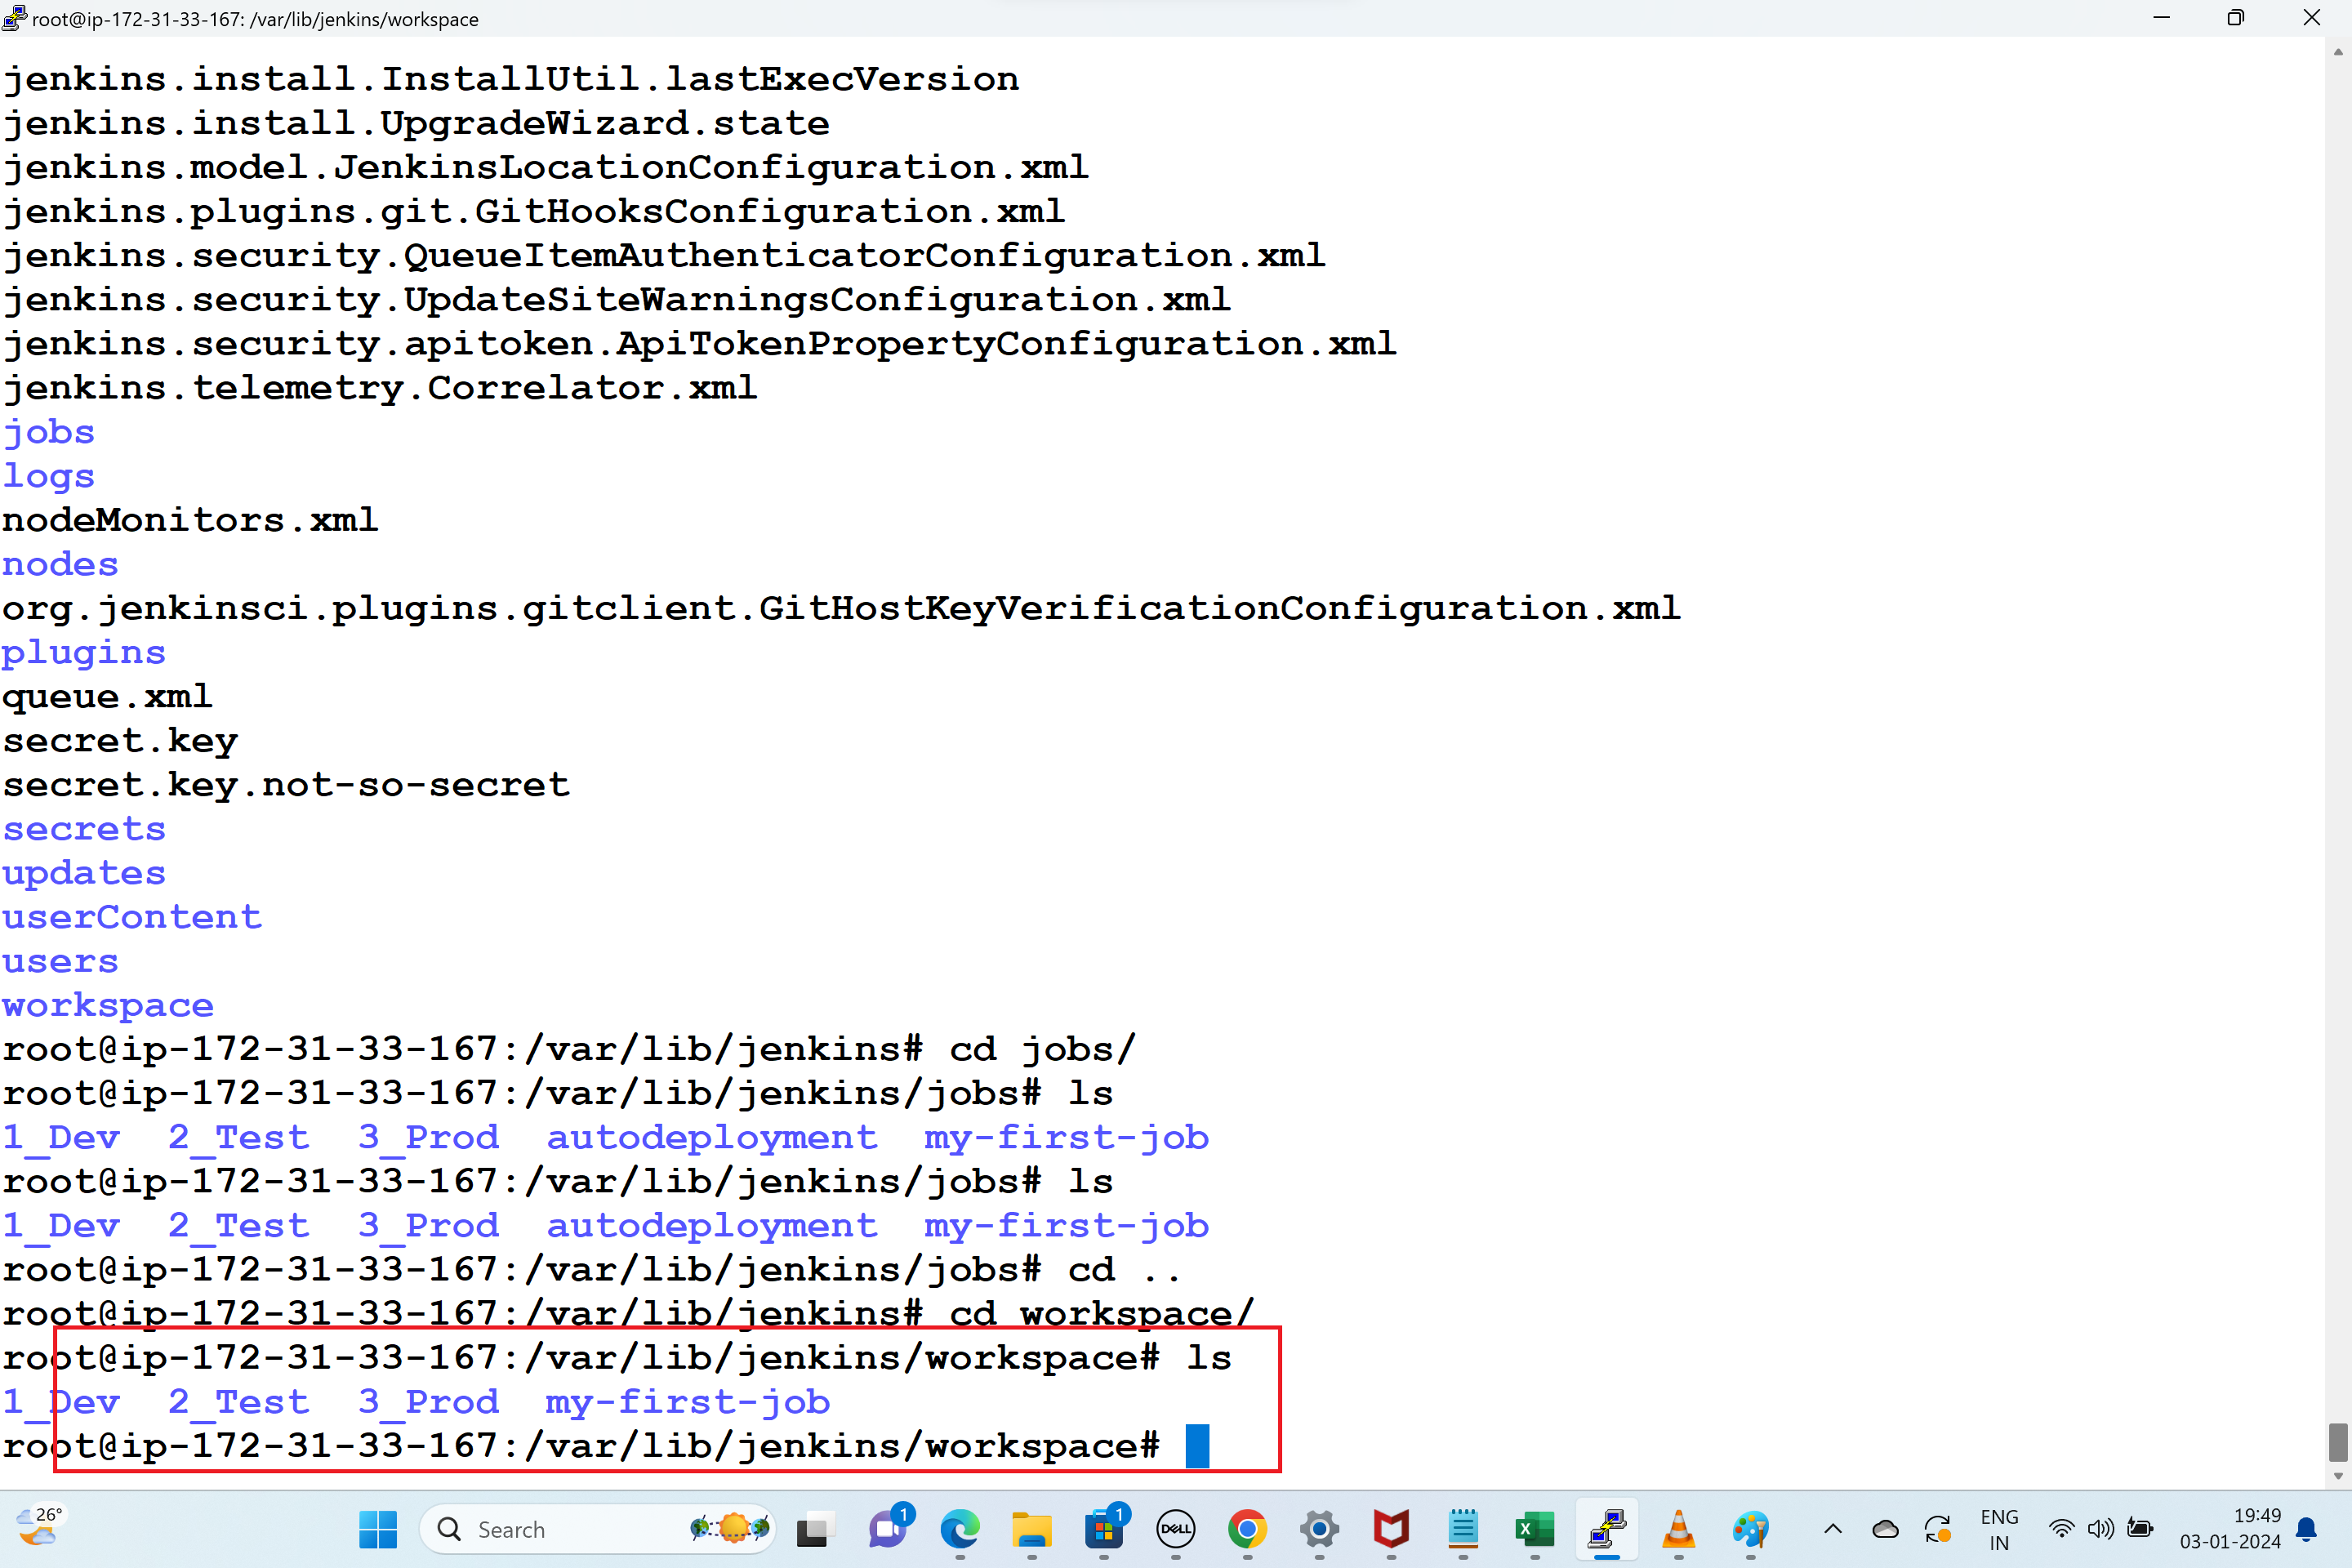 root@ip-172-31-33-167: /var/lib/jenkins/workspace
jenkins.install.InstallUtil.lastExecVersion
jenkins.install.UpgradeWizard.state
jenkins.model.JenkinsLocationConfiguration.xml
jenkins.plugins.git.GitHooksConfiguration.xml
jenkins.security.QueueItemAuthenticatorConfiguration.xml
jenkins.security.UpdateSiteWarningsConfiguration.xml
jenkins.security.apitoken.ApiTokenPropertyConfiguration.xml
jenkins.telemetry.Correlator.xml
jobs
logs
nodeMonitors.xml
nodes
org.jenkinsci.plugins.gitclient.GitHostKeyVerificationConfiguration.xml
plugins
queue.xml
secret.key
secret.key.not-so-secret
secrets
updates
userContent
users
workspace
root@ip-172-31-33-167:/var/lib/jenkins# cd jobs/
root@ip-172-31-33-167:/var/lib/jenkins/jobs# ls
1_Dev  2_Test  3_Prod  autodeployment  my-first-job
root@ip-172-31-33-167:/var/lib/jenkins/jobs# ls
1_Dev  2_Test  3_Prod  autodeployment  my-first-job
root@ip-172-31-33-167:/var/lib/jenkins/jobs# cd ..
root@ip-172-31-33-167:/var/lib/jenkins# cd workspace/
root@ip-172-31-33-167:/var/lib/jenkins/workspace# ls
1_Dev  2_Test  3_Prod  my-first-job
root@ip-172-31-33-167:/var/lib/jenkins/workspace#
26°
Search
1
1
DELL
X
ENG
IN
19:49
03-01-2024